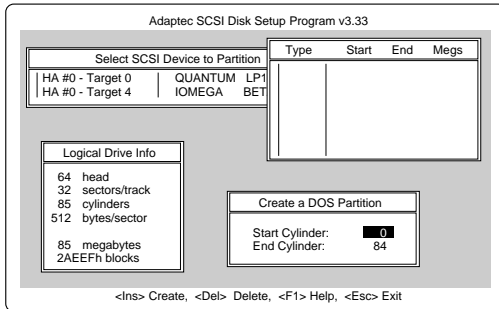 Adaptec SCSI Disk Setup Program v3.33
Select SCSI Device to Partition
HA #0 - Target 0 QUANTUM LP1
HA #0 - Target 4 IOMEGA BET
Type Start End Megs
Logical Drive Info
64 head
32 sectors/track
85 cylinders
512 bytes/sector
85 megabytes
2AEEFh blocks
Create a DOS Partition
Start Cylinder: 0
End Cylinder: 84
<Ins> Create, <Del> Delete, <F1> Help, <Esc> Exit